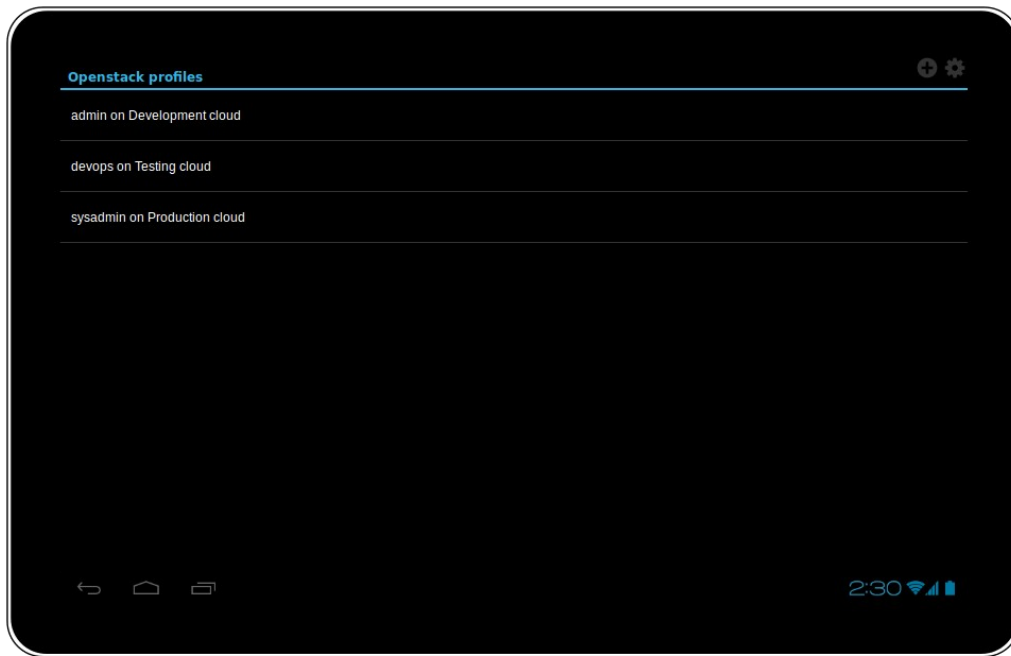 Openstack profiles
admin on Development cloud
devops on Testing cloud
sysadmin on Production cloud
2:30